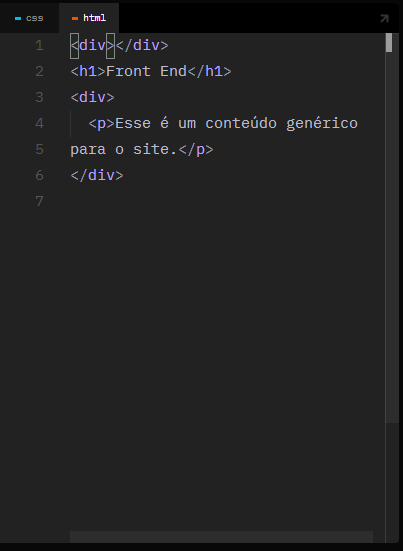 css html
1 <div></div>
2 <h1>Front End</h1>
3 <div>
4   <p>Esse é um conteúdo genérico
5 para o site.</p>
6 </div>
7